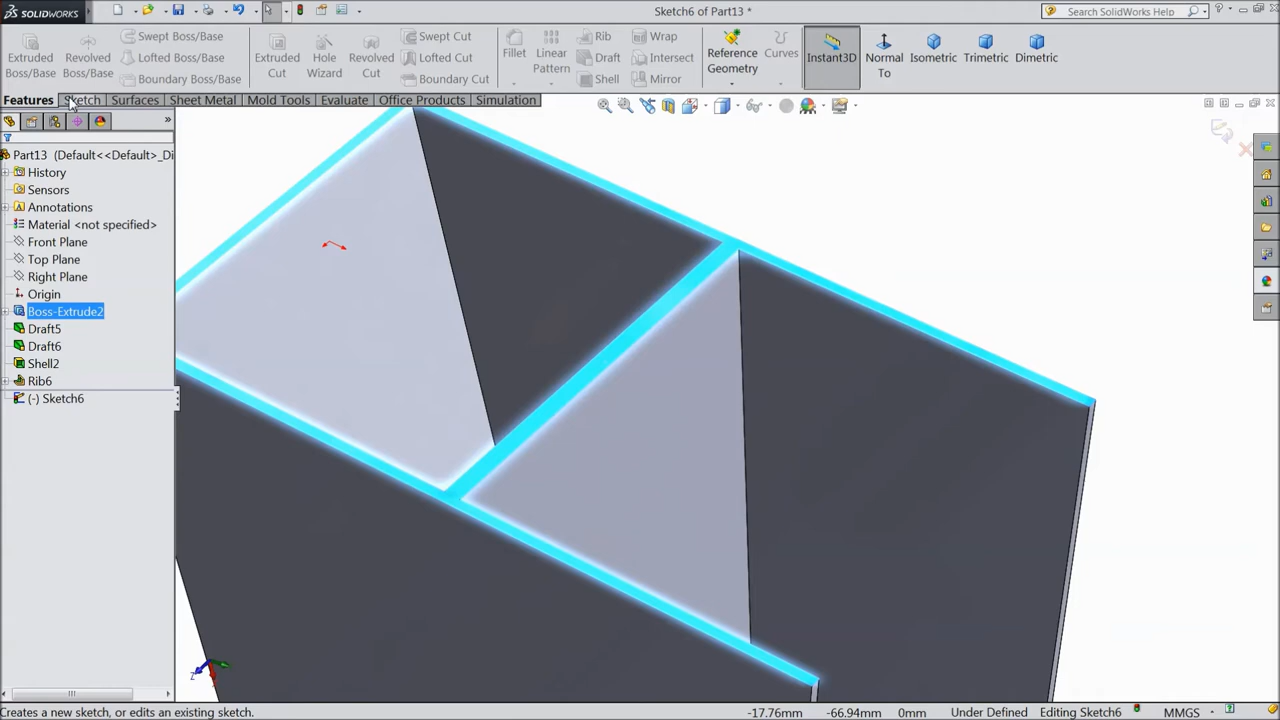 SOLIDWORKS
Sketch6 of Part13 *
Search SolidWorks Help
Extruded Boss/Base
Revolved Boss/Base
Swept Boss/Base
Lofted Boss/Base
Boundary Boss/Base
Extruded Cut
Hole Wizard
Revolved Cut
Swept Cut
Lofted Cut
Boundary Cut
Fillet
Linear Pattern
Rib
Draft
Shell
Wrap
Intersect
Mirror
Reference Geometry
Curves
Instant3D
Normal To
Isometric
Trimetric
Dimetric
Features Sketch Surfaces Sheet Metal Mold Tools Evaluate Office Products Simulation
Part13 (Default<<Default>_Di
History
Sensors
Annotations
Material <not specified>
Front Plane
Top Plane
Right Plane
Origin
Boss-Extrude2
Draft5
Draft6
Shell2
Rib6
(-) Sketch6
Creates a new sketch, or edits an existing sketch.
-17.76mm -66.94mm 0mm Under Defined Editing Sketch6 MMGS